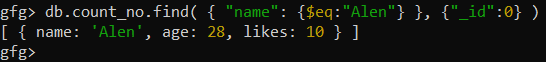 gfg> db.count_no.find( { "name": {$eq:"Alen"} }, {"_id":0} )
[ { name: 'Alen', age: 28, likes: 10 } ]
gfg>